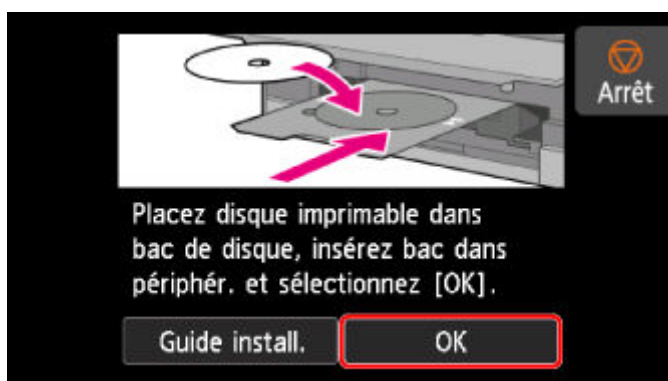 Arrêt
Placez disque imprimable dans
bac de disque, insérez bac dans
périphér. et sélectionnez [OK].
Guide install.
OK